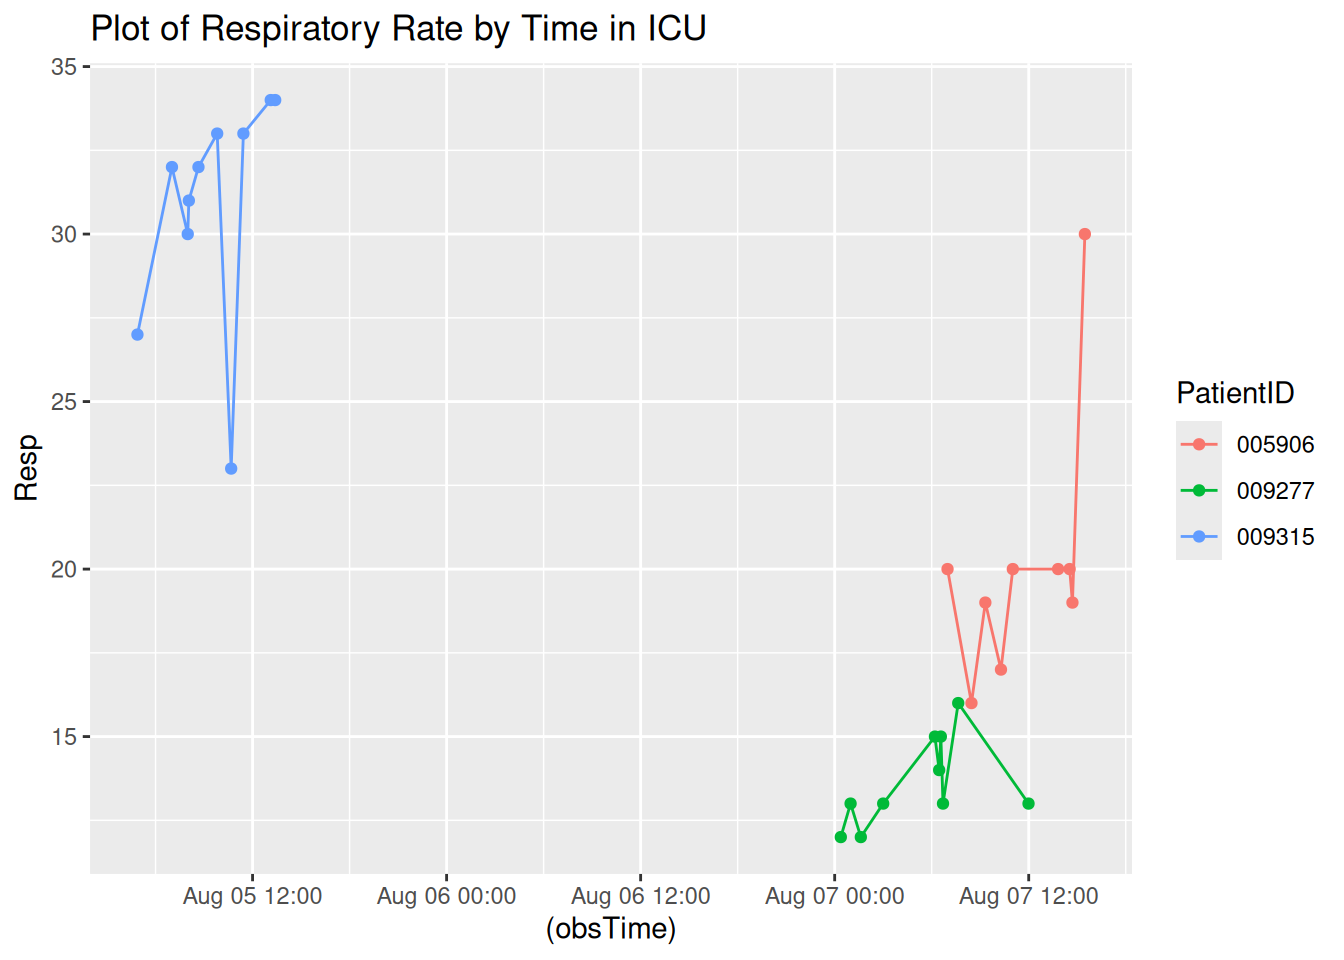 Plot of Respiratory Rate by Time in ICU
35
30
25
20
15
Resp
Aug 05 12:00 Aug 06 00:00 Aug 06 12:00 Aug 07 00:00 Aug 07 12:00
(obsTime)
PatientID
005906
009277
009315